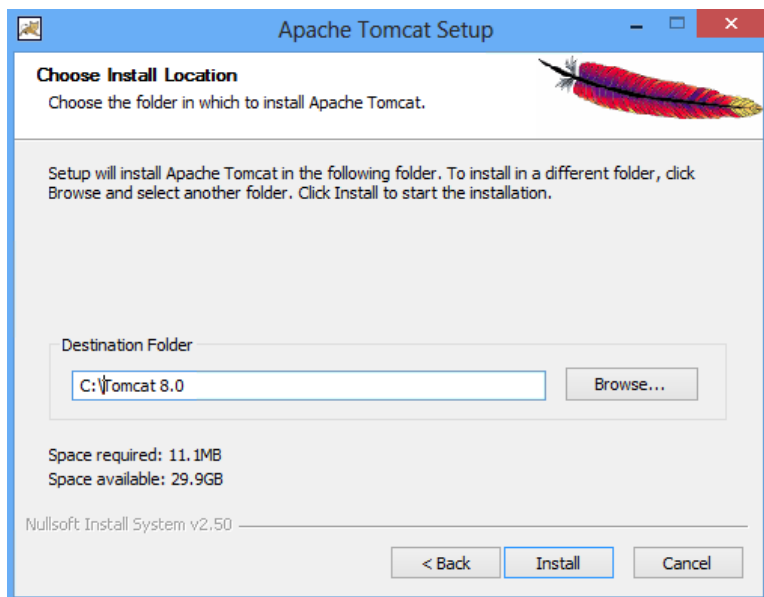 Apache Tomcat Setup
Choose Install Location
Choose the folder in which to install Apache Tomcat.
Setup will install Apache Tomcat in the following folder. To install in a different folder, click
Browse and select another folder. Click Install to start the installation.
Destination Folder
C:\Tomcat 8.0
Browse...
Space required: 11.1MB
Space available: 29.9GB
Nullsoft Install System v2.50
< Back
Install
Cancel